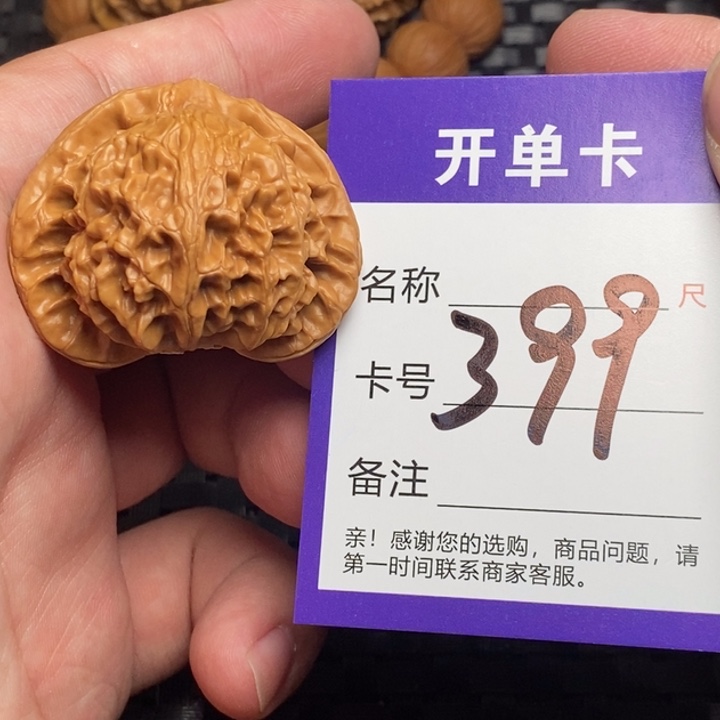 开单卡
名称 尺
399
卡号
备注
亲！感谢您的选购，商品问题，请
第一时间联系商家客服。